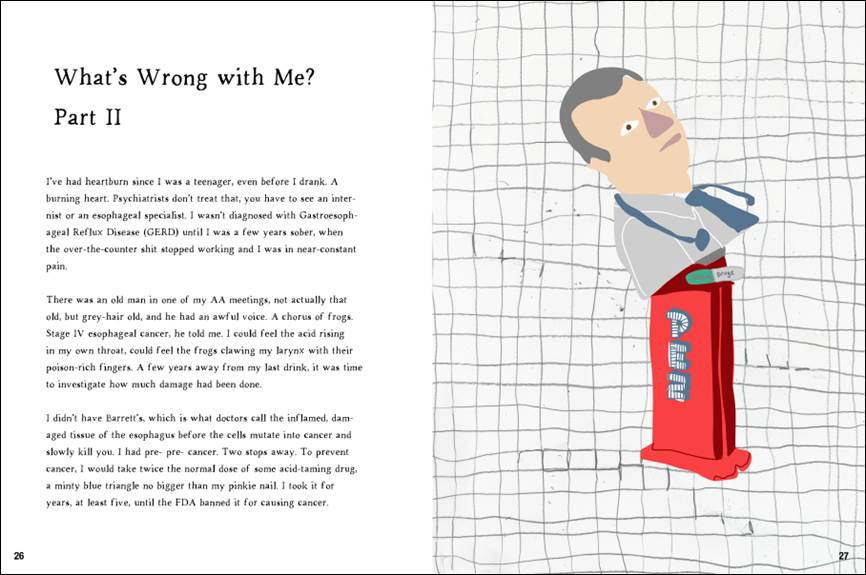 What's Wrong with Me?
Part II
I've had heartburn since I was a teenager, even before I drank. A
burning heart. Psychiatrists don't treat that, you have to see an inter-
nist or an esophageal specialist. I wasn't diagnosed with Gastroesoph-
ageal Reflux Disease (GERD) until I was a few years sober, when
the over-the-counter shit stopped working and I was in near-constant
pain.
There was an old man in one of my AA meetings, not actually that
old, but grey-hair old, and he had an awful voice. A chorus of frogs.
Stage IV esophageal cancer, he told me. I could feel the acid rising
in my own throat, could feel the frogs clawing my larynx with their
poison-rich fingers. A few years away from my last drink, it was time
to investigate how much damage had been done.
I didn't have Barrett's, which is what doctors call the inflamed, dam-
aged tissue of the esophagus before the cells mutate into cancer and
slowly kill you. I had pre- pre- cancer. Two stops away. To prevent
cancer, I would take twice the normal dose of some acid-taming drug,
a minty blue triangle no bigger than my pinkie nail. I took it for
years, at least five, until the FDA banned it for causing cancer.
26
drugs
PEZ
27